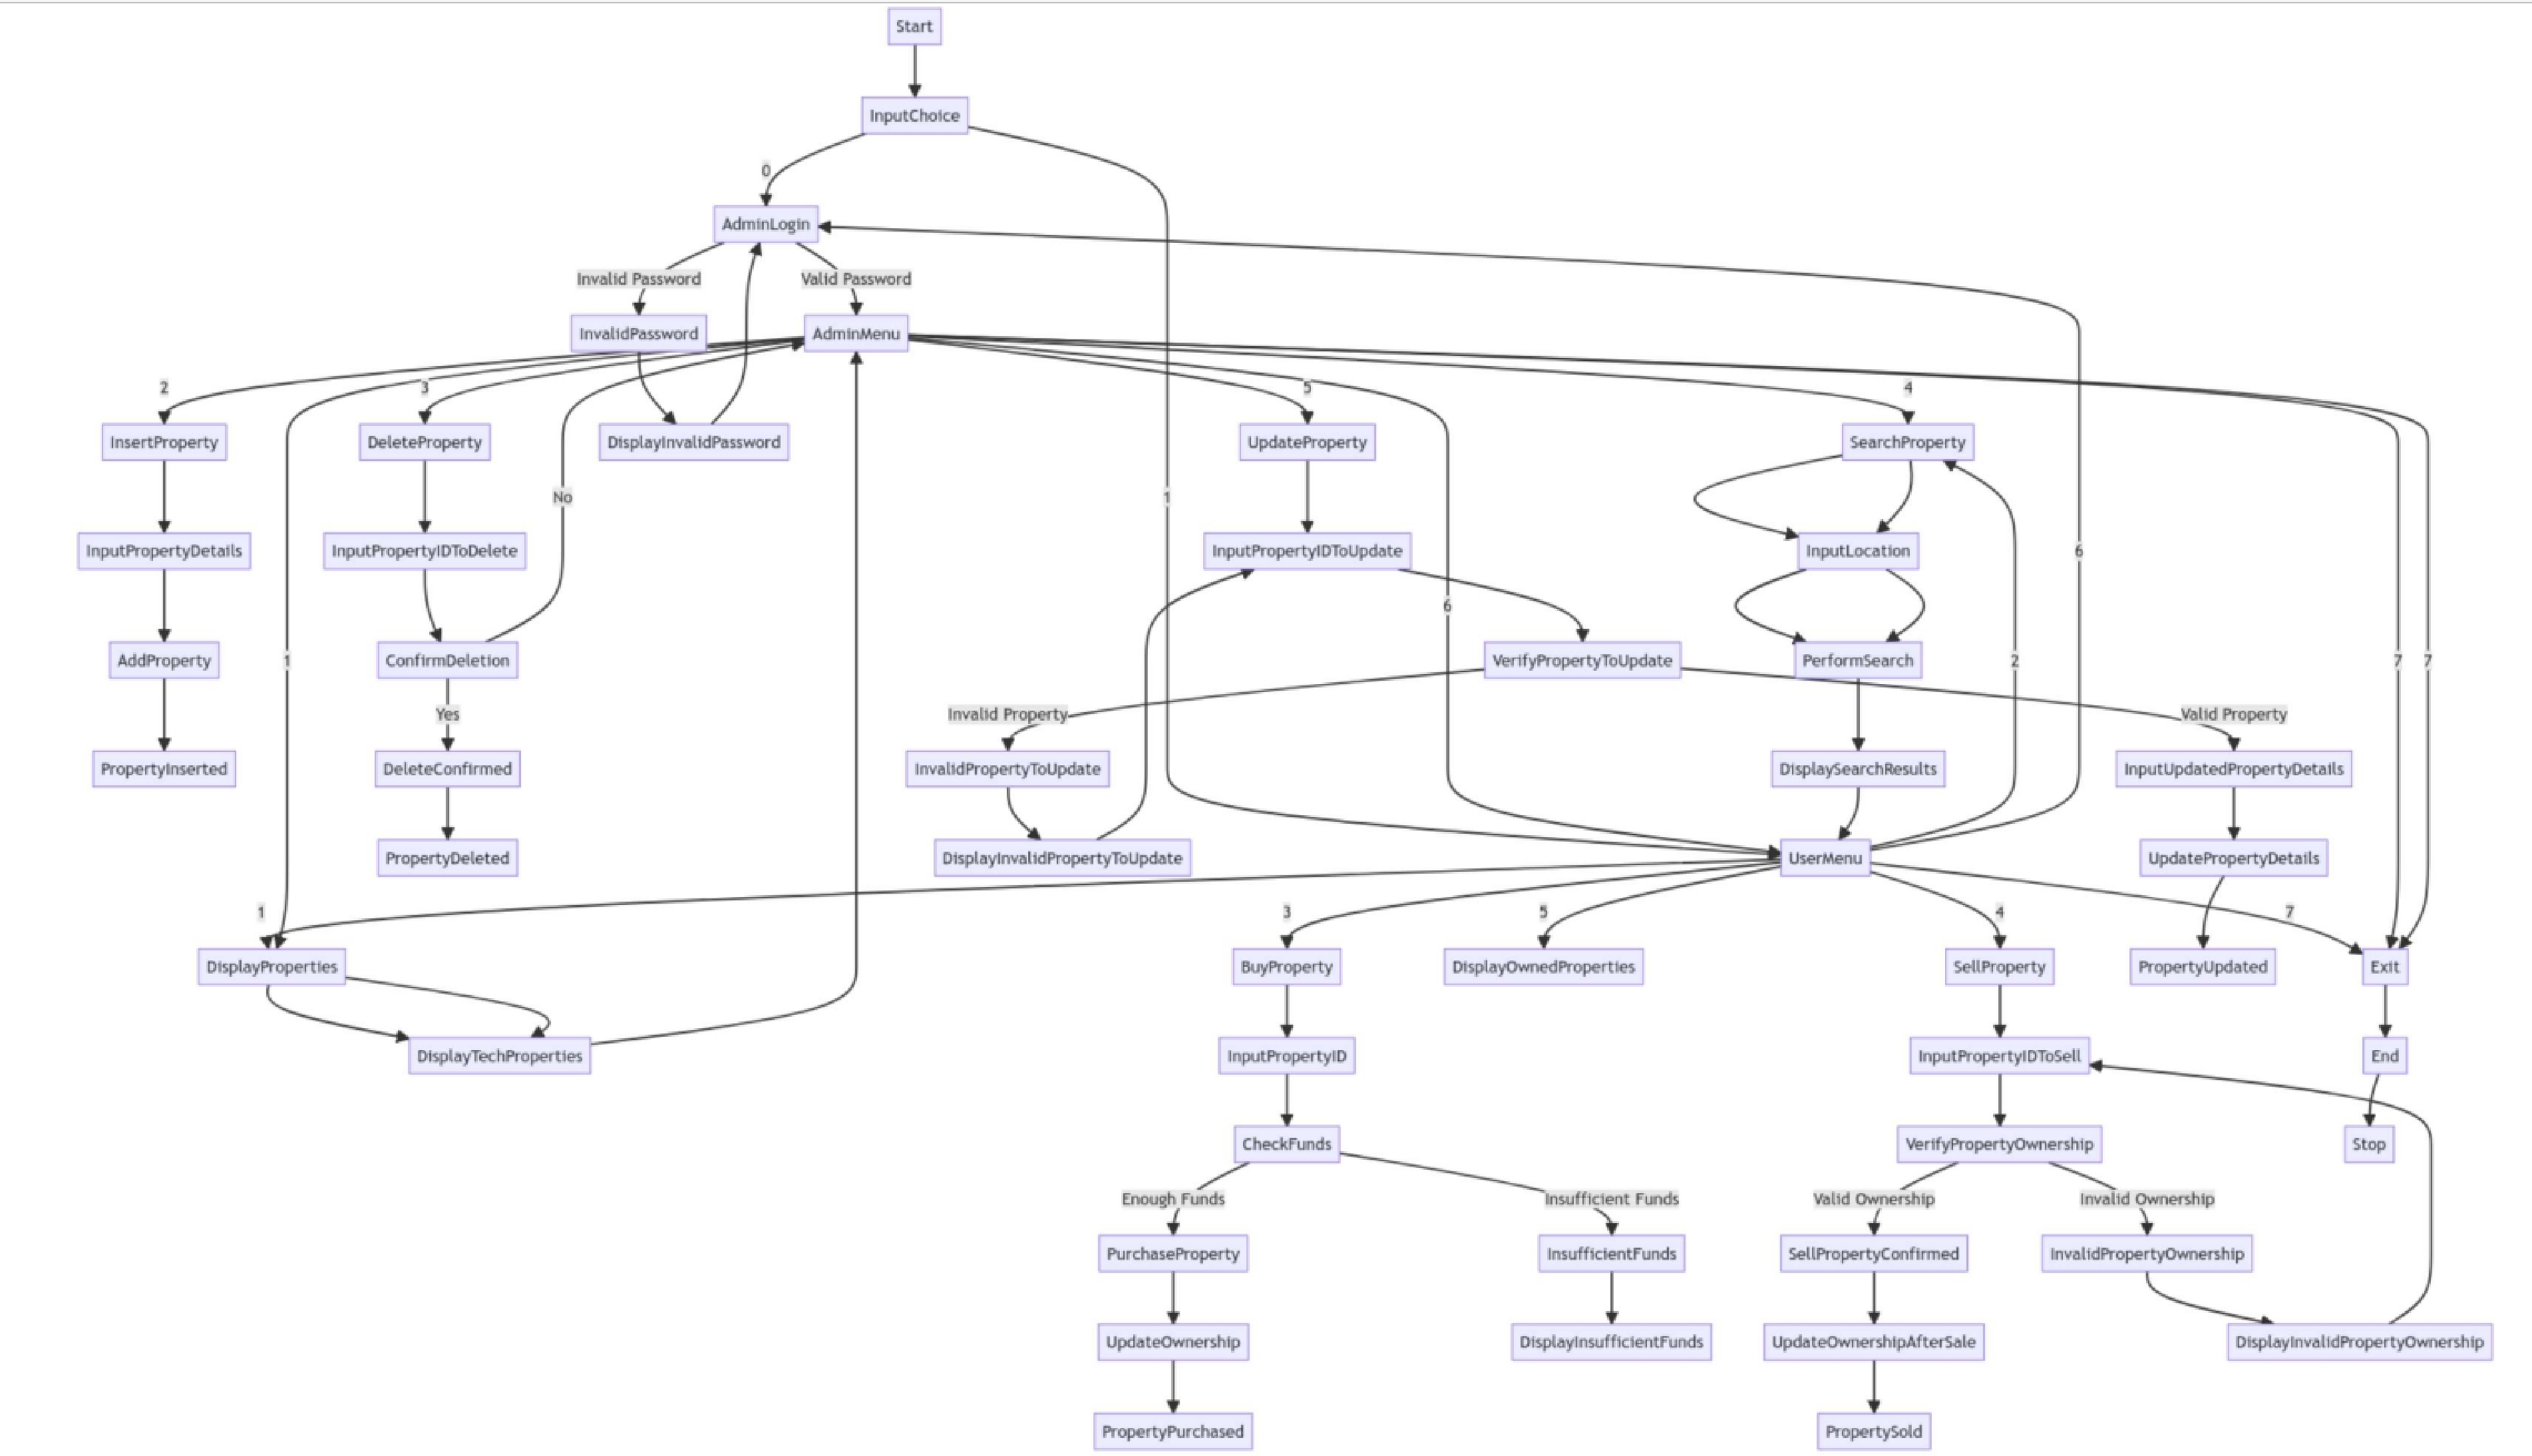 Start
InputChoice
0
AdminLogin
Invalid Password
Valid Password
InvalidPassword
AdminMenu
2
3
5
4
InsertProperty
DeleteProperty
DisplayInvalidPassword
UpdateProperty
SearchProperty
No
1
InputPropertyDetails
InputPropertyIDToDelete
InputPropertyIDToUpdate
InputLocation
6
6
AddProperty
1
ConfirmDeletion
VerifyPropertyToUpdate
PerformSearch
2
7
7
Yes
Invalid Property
Valid Property
PropertyInserted
DeleteConfirmed
InvalidPropertyToUpdate
DisplaySearchResults
InputUpdatedPropertyDetails
PropertyDeleted
DisplayInvalidPropertyToUpdate
UserMenu
UpdatePropertyDetails
1
3
5
4
7
DisplayProperties
BuyProperty
DisplayOwnedProperties
SellProperty
PropertyUpdated
Exit
DisplayTechProperties
InputPropertyID
InputPropertyIDToSell
End
CheckFunds
VerifyPropertyOwnership
Stop
Enough Funds
Insufficient Funds
Valid Ownership
Invalid Ownership
PurchaseProperty
InsufficientFunds
SellPropertyConfirmed
InvalidPropertyOwnership
UpdateOwnership
DisplayInsufficientFunds
UpdateOwnershipAfterSale
DisplayInvalidPropertyOwnership
PropertyPurchased
PropertySold